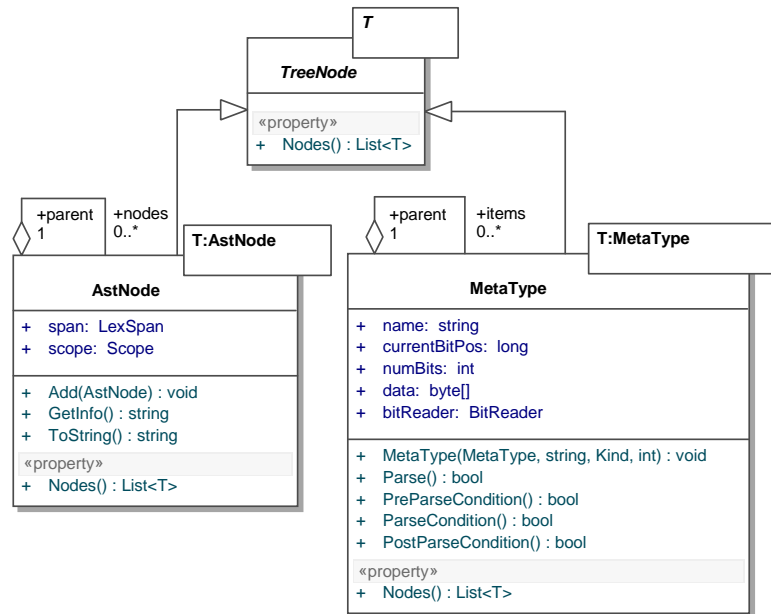 T
TreeNode
«property»
+ Nodes() : List<T>
+parent
1
+nodes
0..*
T:AstNode
AstNode
+ span: LexSpan
+ scope: Scope
+ Add(AstNode) : void
+ GetInfo() : string
+ ToString() : string
«property»
+ Nodes() : List<T>
+parent
1
+items
0..*
T:MetaType
MetaType
+ name: string
+ currentBitPos: long
+ numBits: int
+ data: byte[]
+ bitReader: BitReader
+ MetaType(MetaType, string, Kind, int) : void
+ Parse() : bool
+ PreParseCondition() : bool
+ ParseCondition() : bool
+ PostParseCondition() : bool
«property»
+ Nodes() : List<T>